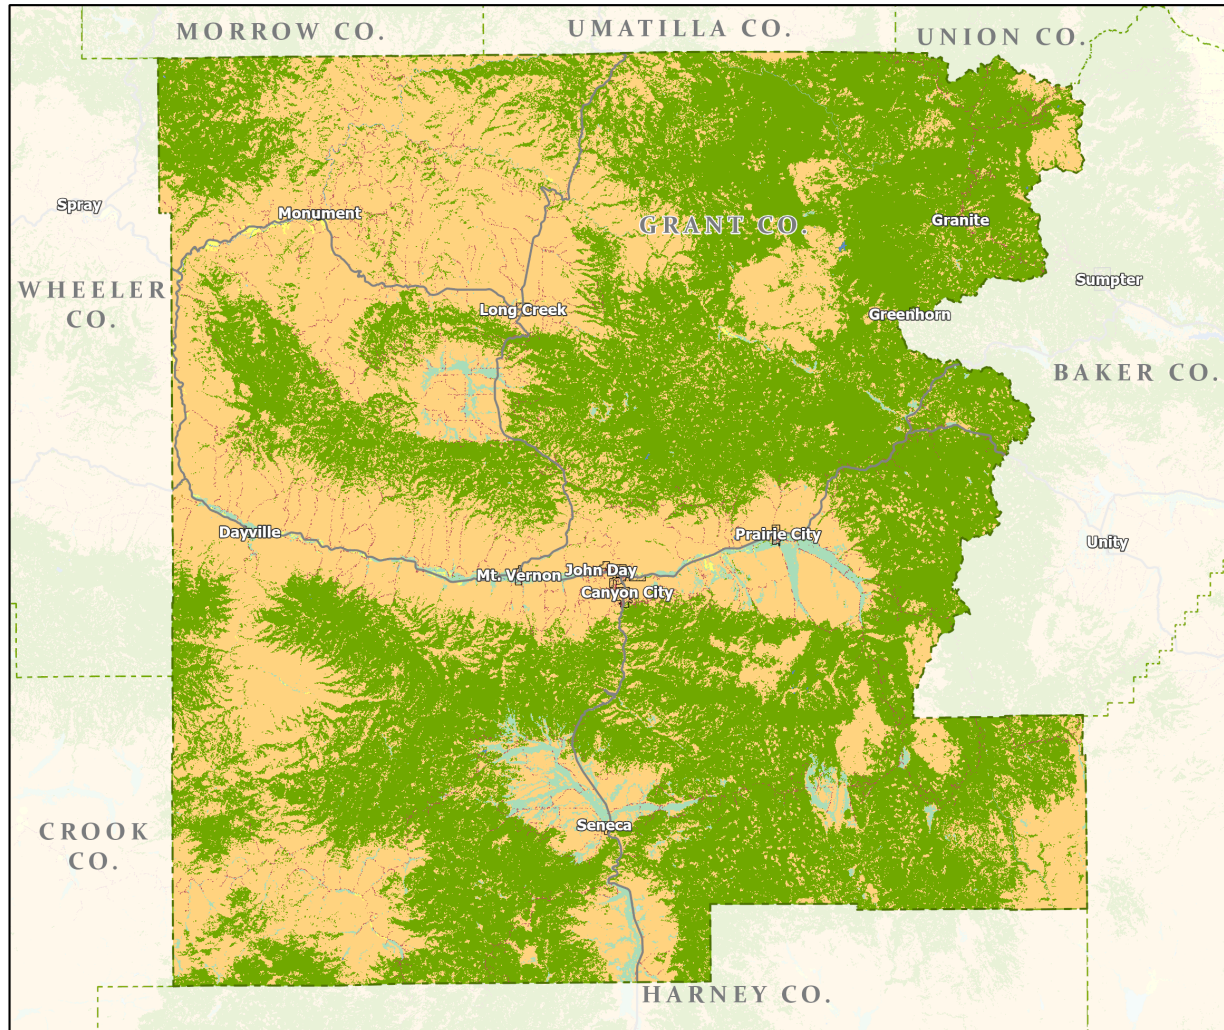 MORROW CO.
UMATILLA CO.
UNION CO.
Spray
Monument
GRANT CO.
Granite
WHEELER
CO.
Sumpter
Long Creek
Greenhorn
BAKER CO.
Dayville
Prairie City
Unity
Mt. Vernon
John Day
Canyon City
CROOK
CO.
Seneca
HARNEY CO.